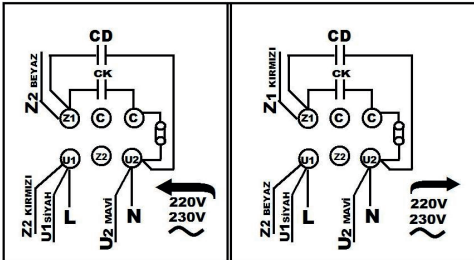 CD
CK
Z2 BEYAZ
Z1 C C
U1 Z2 U2
Z2 KIRMIZI
U1 SİYAH
L
U2 MAVİ
N
220V
230V
CD
CK
Z1 KIRMIZI
Z1 C C
U1 Z2 U2
Z2 BEYAZ
U1 SİYAH
L
U2 MAVİ
N
220V
230V